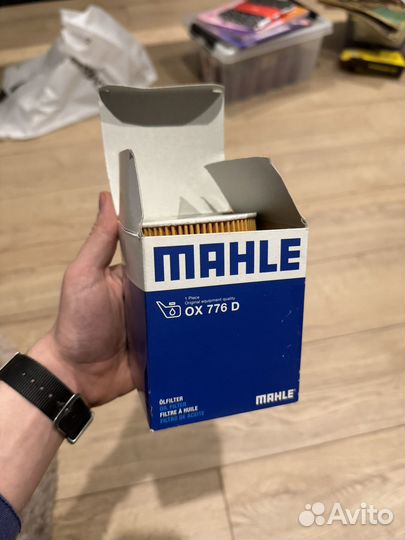 MAHLE
1 Piece
Original equipment quality
OX 776 D
ÖLFILTER
OIL FILTER
FILTRE À HUILE
FILTRO DE ACEITE
MAHLE
Avito